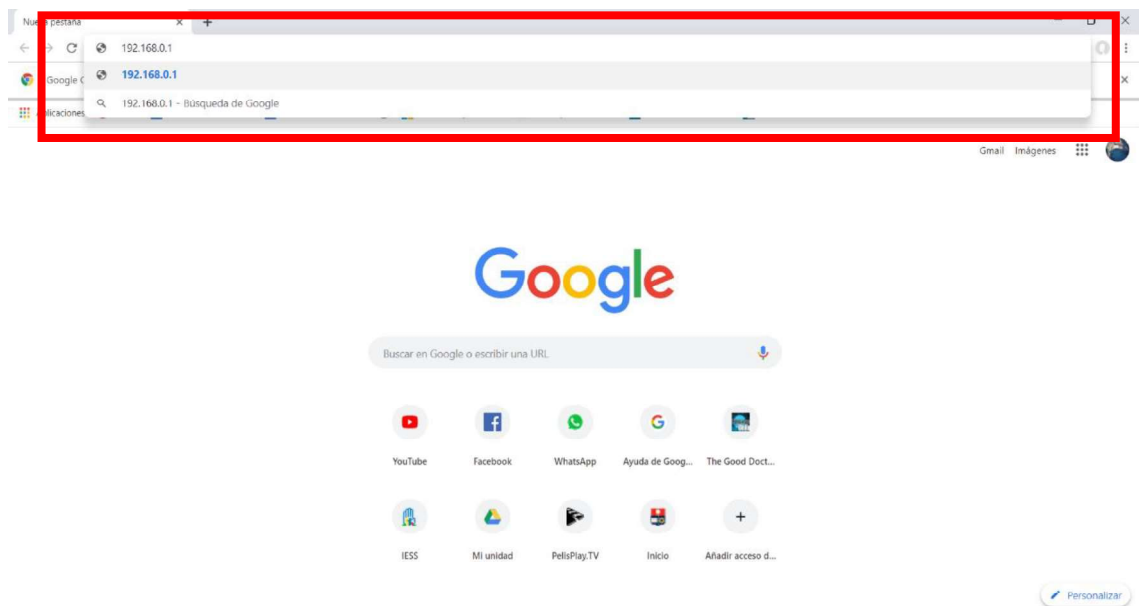 Nueva pestaña
192.168.0.1
Google
192.168.0.1
192.168.0.1 - Búsqueda de Google
Aplicaciones
Gmail Imágenes
Google
Buscar en Google o escribir una URL
YouTube Facebook WhatsApp Ayuda de Goog... The Good Doct...
IESS Mi unidad PelisPlay.TV Inicio Añadir acceso d...
Personalizar